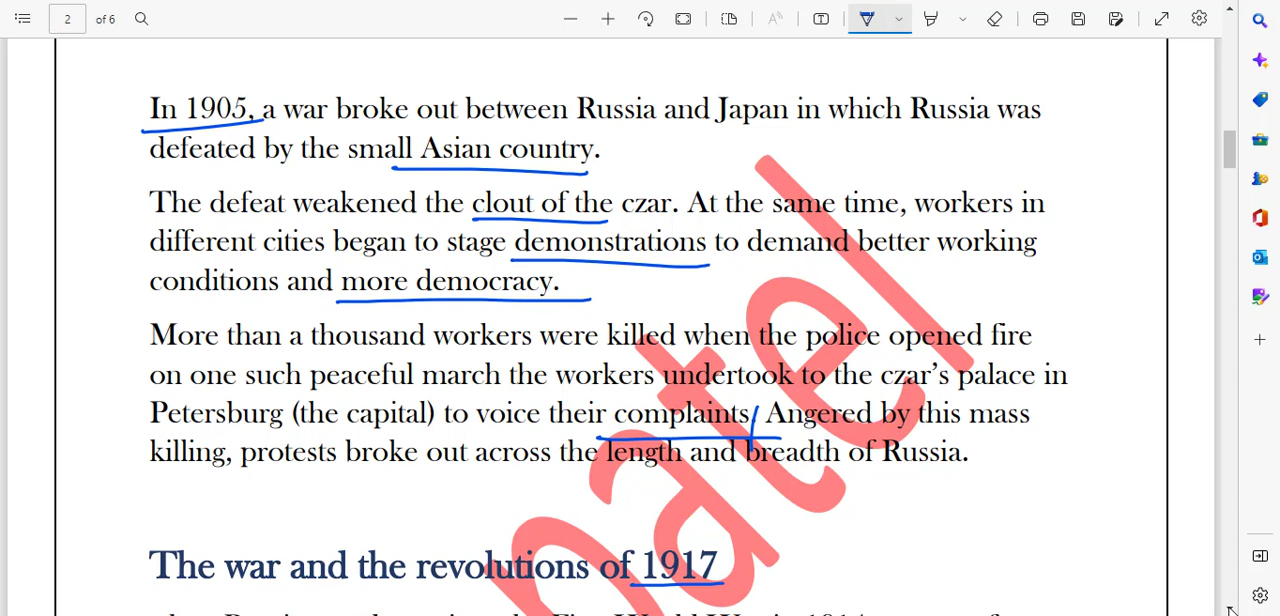 2 of 6
In 1905, a war broke out between Russia and Japan in which Russia was
defeated by the small Asian country.
The defeat weakened the clout of the czar. At the same time, workers in
different cities began to stage demonstrations to demand better working
conditions and more democracy.
More than a thousand workers were killed when the police opened fire
on one such peaceful march the workers undertook to the czar’s palace in
Petersburg (the capital) to voice their complaints. Angered by this mass
killing, protests broke out across the length and breadth of Russia.
The war and the revolutions of 1917